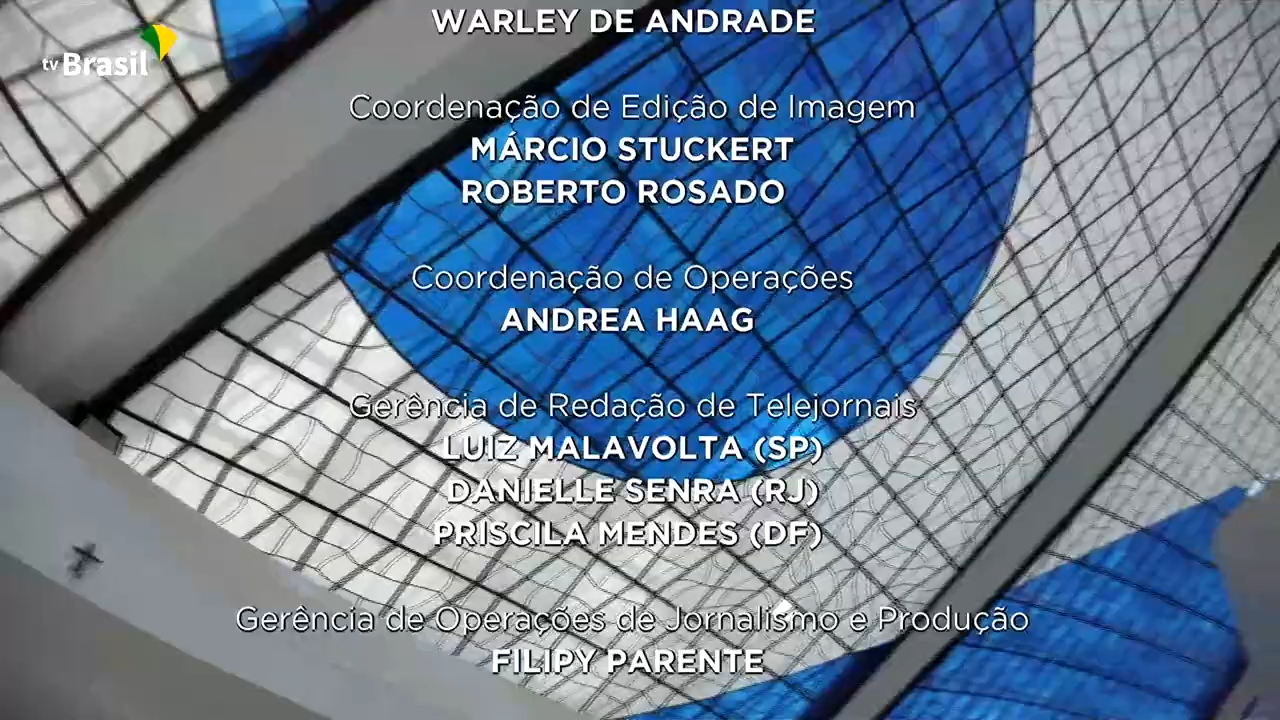 WARLEY DE ANDRADE
tv Brasil
Coordenação de Edição de Imagem
MÁRCIO STUCKERT
ROBERTO ROSADO
Coordenação de Operações
ANDREA HAAG
Gerência de Redação de Telejornais
LUIZ MALAVOLTA (SP)
DANIELLE SENRA (RJ)
PRISCILA MENDES (DF)
Gerência de Operações de Jornalismo e Produção
FILIPY PARENTE